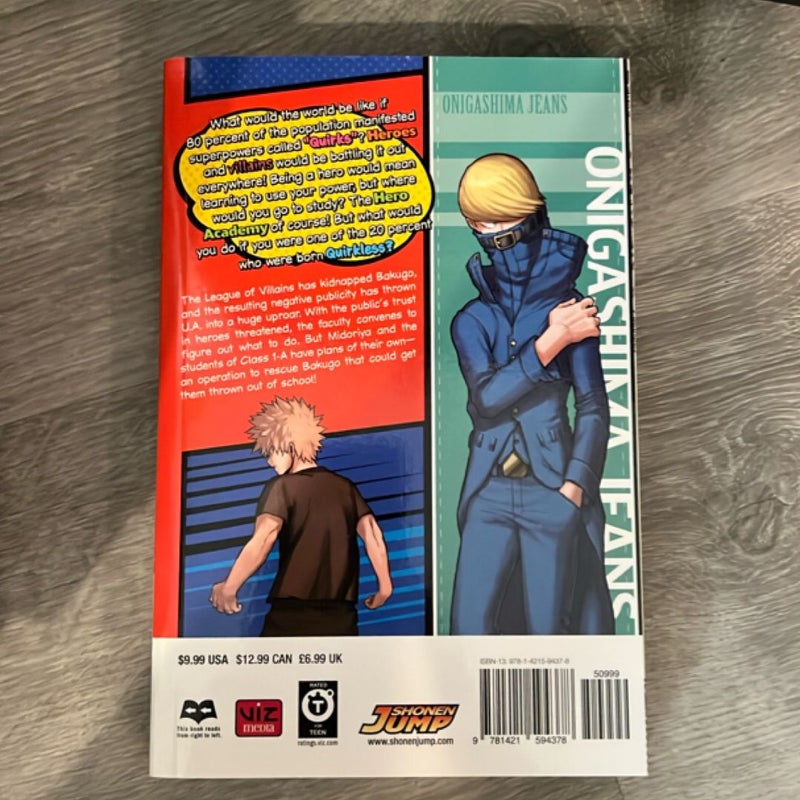 What would the world be like if
80 percent of the population manifested
superpowers called "Quirks"? Heroes
and villains would be battling it out
everywhere! Being a hero would mean
learning to use your power, but where
would you go to study? The Hero
Academy of course! But what would
you do if you were one of the 20 percent
who were born Quirkless?
The League of Villains has kidnapped Bakugo,
and the resulting negative publicity has thrown
U.A. into a huge uproar. With the public's trust
in heroes threatened, the faculty convenes to
figure out what to do. But Midoriya and the
students of Class 1-A have plans of their own—
an operation to rescue Bakugo that could get
them thrown out of school!
ONIGASHIMA JEANS
ONIGASHIMA JEANS
$9.99 USA $12.99 CAN £6.99 UK
This book reads
from right to left.
VIZ
media
RATED
T
FOR
TEEN
ratings.viz.com
SHONEN
JUMP
www.shonenjump.com
ISBN-13: 978-1-4215-9437-8
50999
9 781421 594378